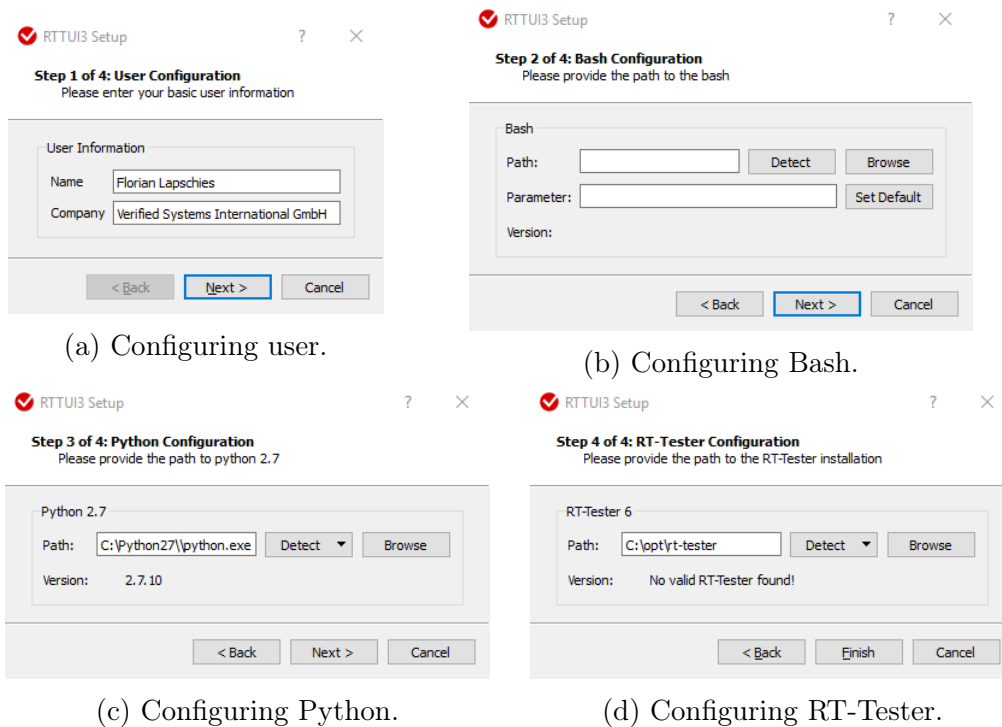 RTTUI3 Setup ? ×
Step 1 of 4: User Configuration
Please enter your basic user information
User Information
Name Florian Lapschies
Company Verified Systems International GmbH
< Back Next > Cancel
(a) Configuring user.
RTTUI3 Setup ? ×
Step 2 of 4: Bash Configuration
Please provide the path to the bash
Bash
Path: Detect Browse
Parameter: Set Default
Version:
< Back Next > Cancel
(b) Configuring Bash.
RTTUI3 Setup ? ×
Step 3 of 4: Python Configuration
Please provide the path to python 2.7
Python 2.7
Path: C:\Python27\\python.exe Detect Browse
Version: 2.7.10
< Back Next > Cancel
(c) Configuring Python.
RTTUI3 Setup ? ×
Step 4 of 4: RT-Tester Configuration
Please provide the path to the RT-Tester installation
RT-Tester 6
Path: C:\opt\rt-tester Detect Browse
Version: No valid RT-Tester found!
< Back Finish Cancel
(d) Configuring RT-Tester.